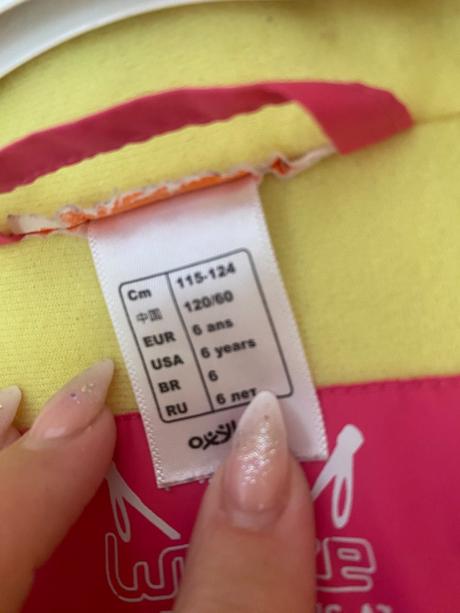 Cm 115-124
中国 120/60
EUR 6 ans
USA 6 years
BR 6
RU 6 лет